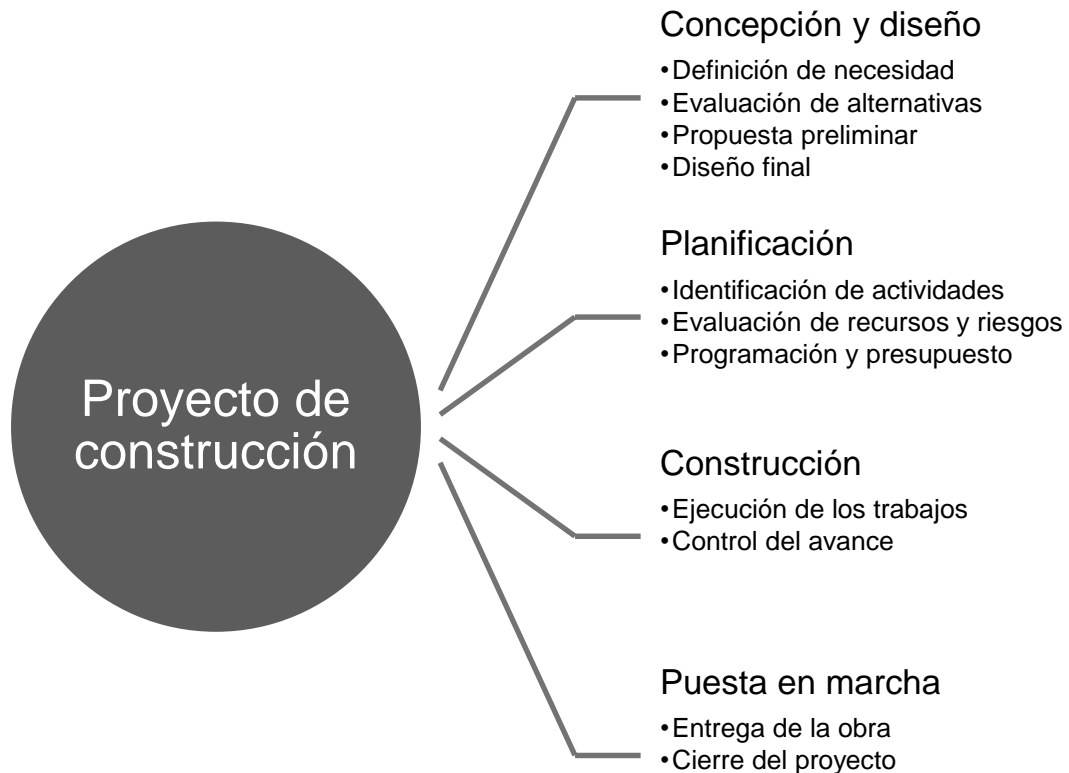 Proyecto de
construcción
Concepción y diseño
•Definición de necesidad
•Evaluación de alternativas
•Propuesta preliminar
•Diseño final
Planificación
•Identificación de actividades
•Evaluación de recursos y riesgos
•Programación y presupuesto
Construcción
•Ejecución de los trabajos
•Control del avance
Puesta en marcha
•Entrega de la obra
•Cierre del proyecto